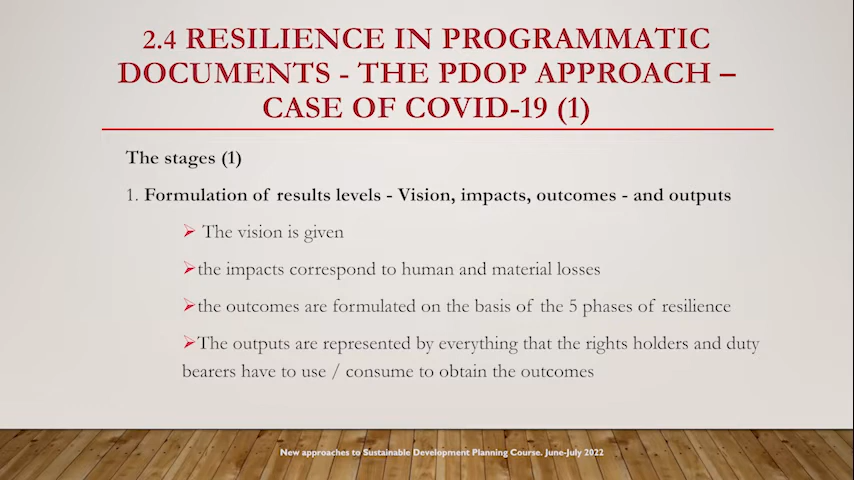 2.4 RESILIENCE IN PROGRAMMATIC
DOCUMENTS - THE PDOP APPROACH –
CASE OF COVID-19 (1)
The stages (1)
1. Formulation of results levels - Vision, impacts, outcomes - and outputs
➢ The vision is given
➢the impacts correspond to human and material losses
➢the outcomes are formulated on the basis of the 5 phases of resilience
➢The outputs are represented by everything that the rights holders and duty
bearers have to use / consume to obtain the outcomes
New approaches to Sustainable Development Planning Course. June-July 2022